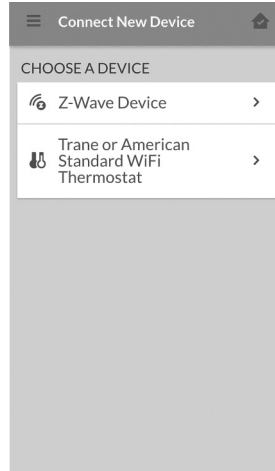 Connect New Device
CHOOSE A DEVICE
Z-Wave Device
Trane or American
Standard WiFi
Thermostat